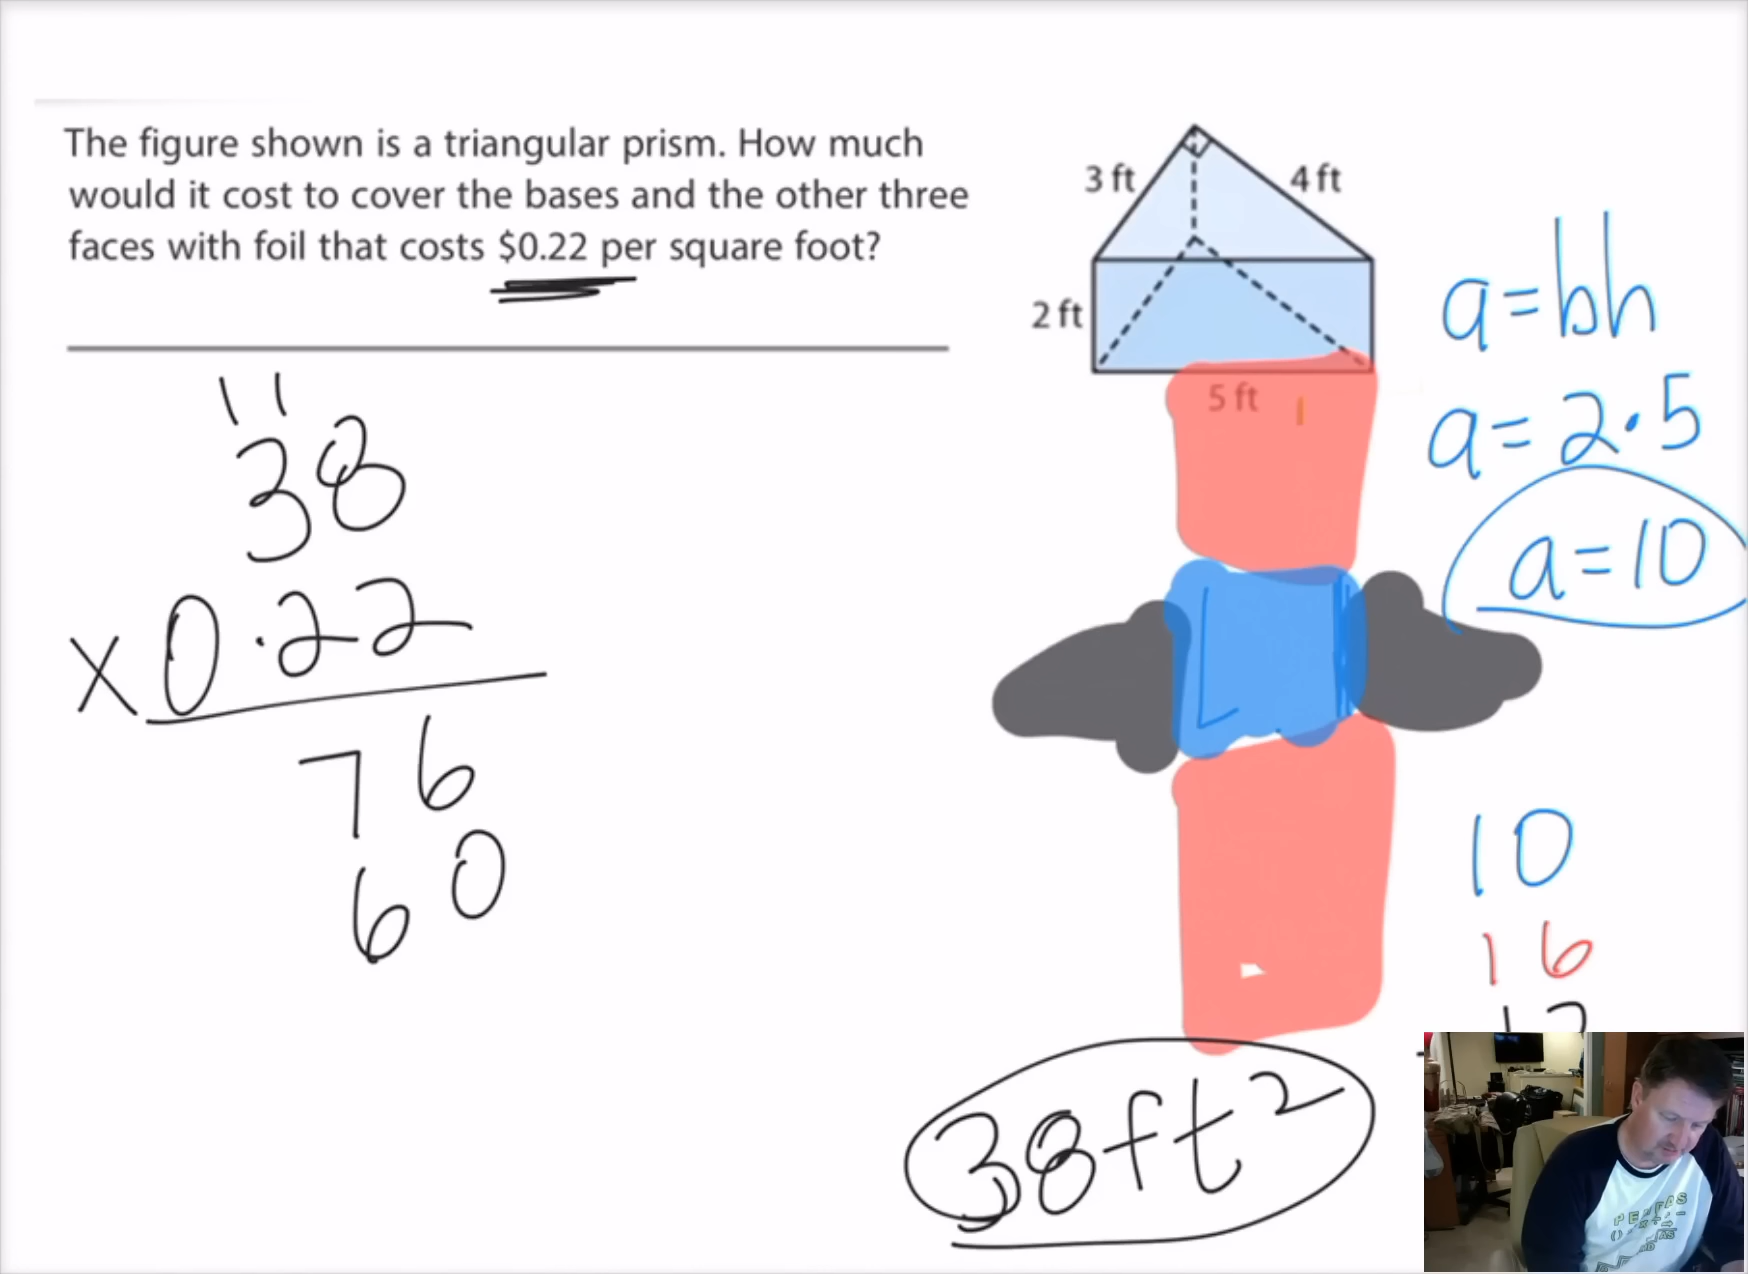 The figure shown is a triangular prism. How much
would it cost to cover the bases and the other three
faces with foil that costs $0.22 per square foot?
3 ft
4 ft
2 ft
5 ft
a=bh
a=2·5
a=10
11
38
x0.22
76
60
10
16
38ft²